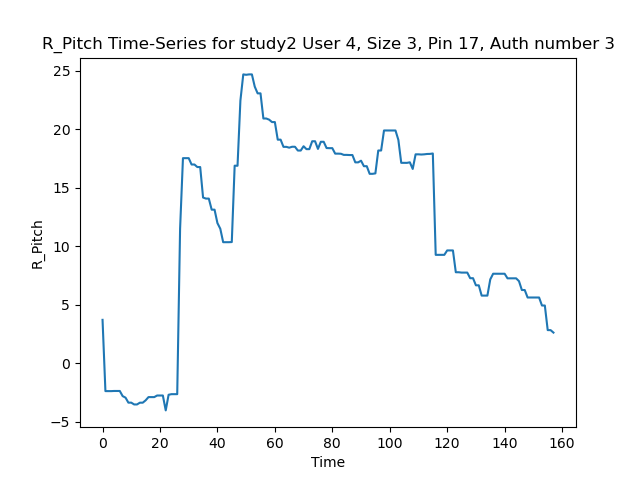 R_Pitch Time-Series for study2 User 4, Size 3, Pin 17, Auth number 3
25
20
15
10
5
0
−5
R_Pitch
0 20 40 60 80 100 120 140 160
Time